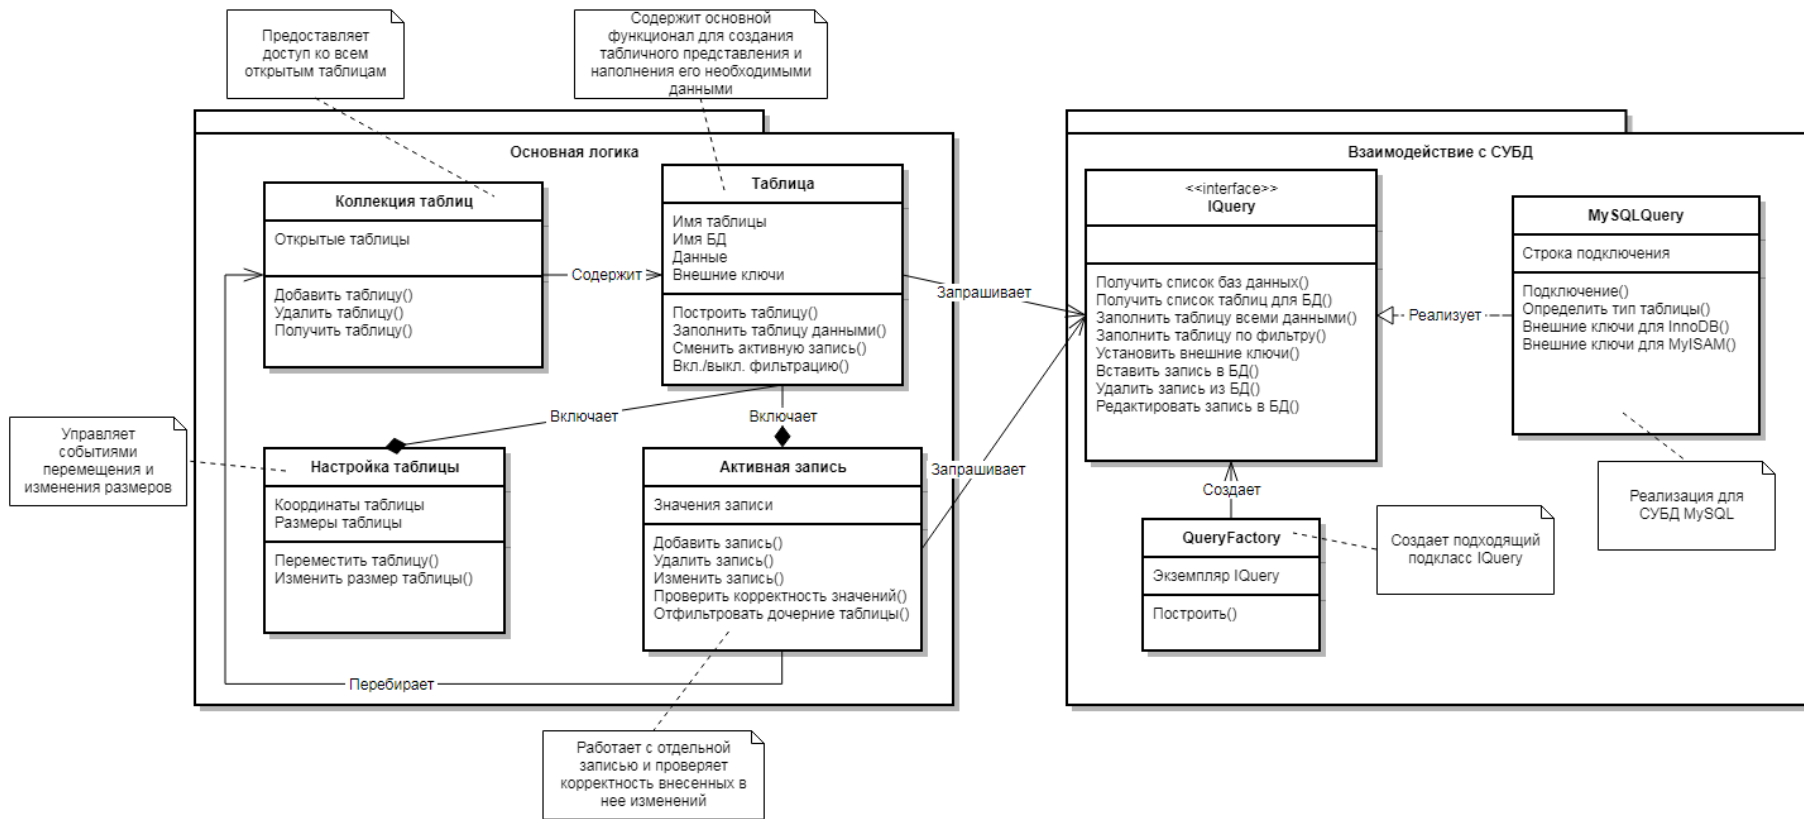 Предоставляет
доступ ко всем
открытым таблицам
Содержит основной
функционал для создания
табличного представления и
наполнения его необходимыми
данными
Основная логика
Коллекция таблиц
Открытые таблицы
Добавить таблицу()
Удалить таблицу()
Получить таблицу()
Содержит
Таблица
Имя таблицы
Имя БД
Данные
Внешние ключи
Построить таблицу()
Заполнить таблицу данными()
Сменить активную запись()
Вкл./выкл. фильтрацию()
Включает
Включает
Управляет
событиями
перемещения и
изменения размеров
Настройка таблицы
Координаты таблицы
Размеры таблицы
Переместить таблицу()
Изменить размер таблицы()
Активная запись
Значения записи
Добавить запись()
Удалить запись()
Изменить запись()
Проверить корректность значений()
Отфильтровать дочерние таблицы()
Перебирает
Работает с отдельной
записью и проверяет
корректность внесенных в
нее изменений
Запрашивает
Запрашивает
Взаимодействие с СУБД
<<interface>>
IQuery
Получить список баз данных()
Получить список таблиц для БД()
Заполнить таблицу всеми данными()
Заполнить таблицу по фильтру()
Установить внешние ключи()
Вставить запись в БД()
Удалить запись из БД()
Редактировать запись в БД()
Реализует
MySQLQuery
Строка подключения
Подключение()
Определить тип таблицы()
Внешние ключи для InnoDB()
Внешние ключи для MyISAM()
Создает
QueryFactory
Экземпляр IQuery
Построить()
Создает подходящий
подкласс IQuery
Реализация для
СУБД MySQL